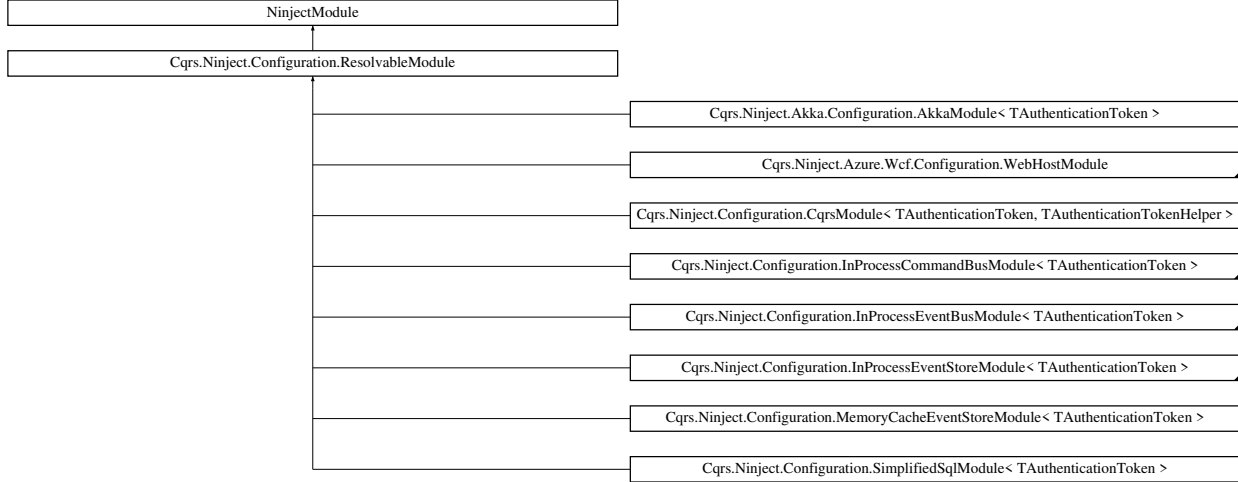 NinjectModule
Cqrs.Ninject.Configuration.ResolvableModule
Cqrs.Ninject.Akka.Configuration.AkkaModule< TAuthenticationToken >
Cqrs.Ninject.Azure.Wcf.Configuration.WebHostModule
Cqrs.Ninject.Configuration.CqrsModule< TAuthenticationToken, TAuthenticationTokenHelper >
Cqrs.Ninject.Configuration.InProcessCommandBusModule< TAuthenticationToken >
Cqrs.Ninject.Configuration.InProcessEventBusModule< TAuthenticationToken >
Cqrs.Ninject.Configuration.InProcessEventStoreModule< TAuthenticationToken >
Cqrs.Ninject.Configuration.MemoryCacheEventStoreModule< TAuthenticationToken >
Cqrs.Ninject.Configuration.SimplifiedSqlModule< TAuthenticationToken >